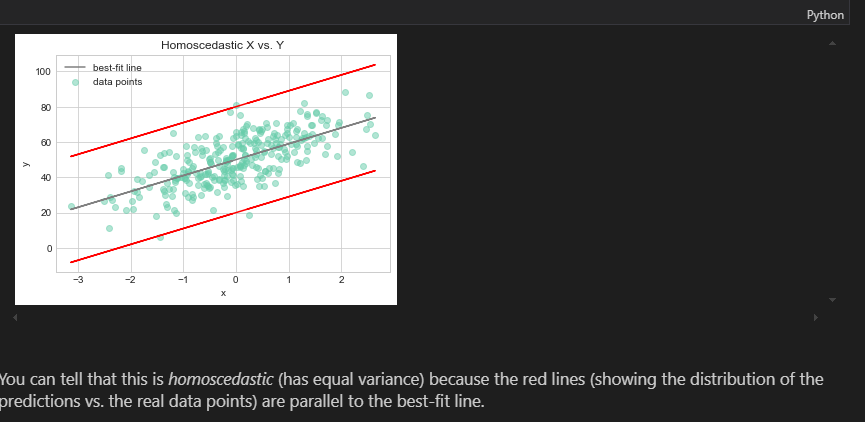 Python
Homoscedastic X vs. Y
best-fit line
data points
100
80
60
40
20
0
y
−3 −2 −1 0 1 2
x
You can tell that this is homoscedastic (has equal variance) because the red lines (showing the distribution of the
predictions vs. the real data points) are parallel to the best-fit line.